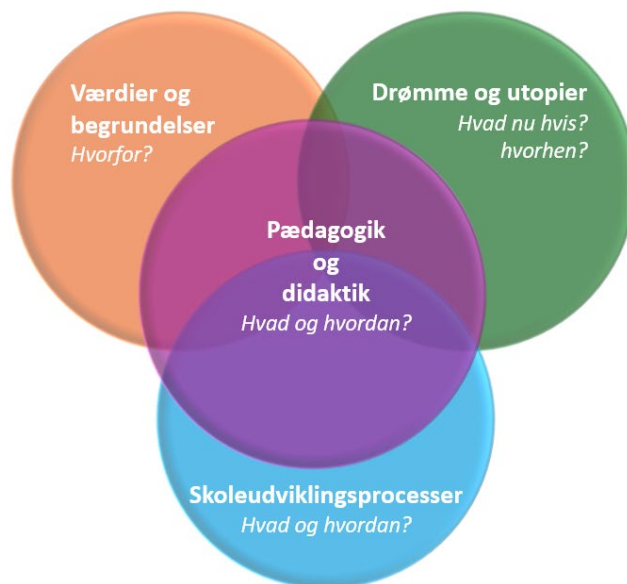 Værdier og
begrundelser
Hvorfor?
Drømme og utopier
Hvad nu hvis?
hvorhen?
Pædagogik
og
didaktik
Hvad og hvordan?
Skoleudviklingsprocesser
Hvad og hvordan?